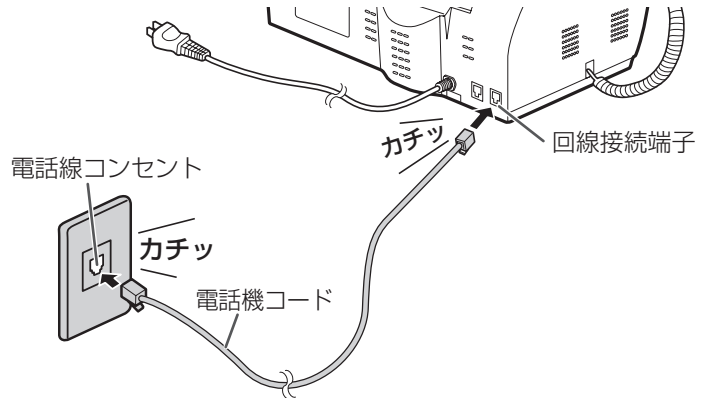 カチッ
回線接続端子
電話線コンセント
カチッ
電話機コード